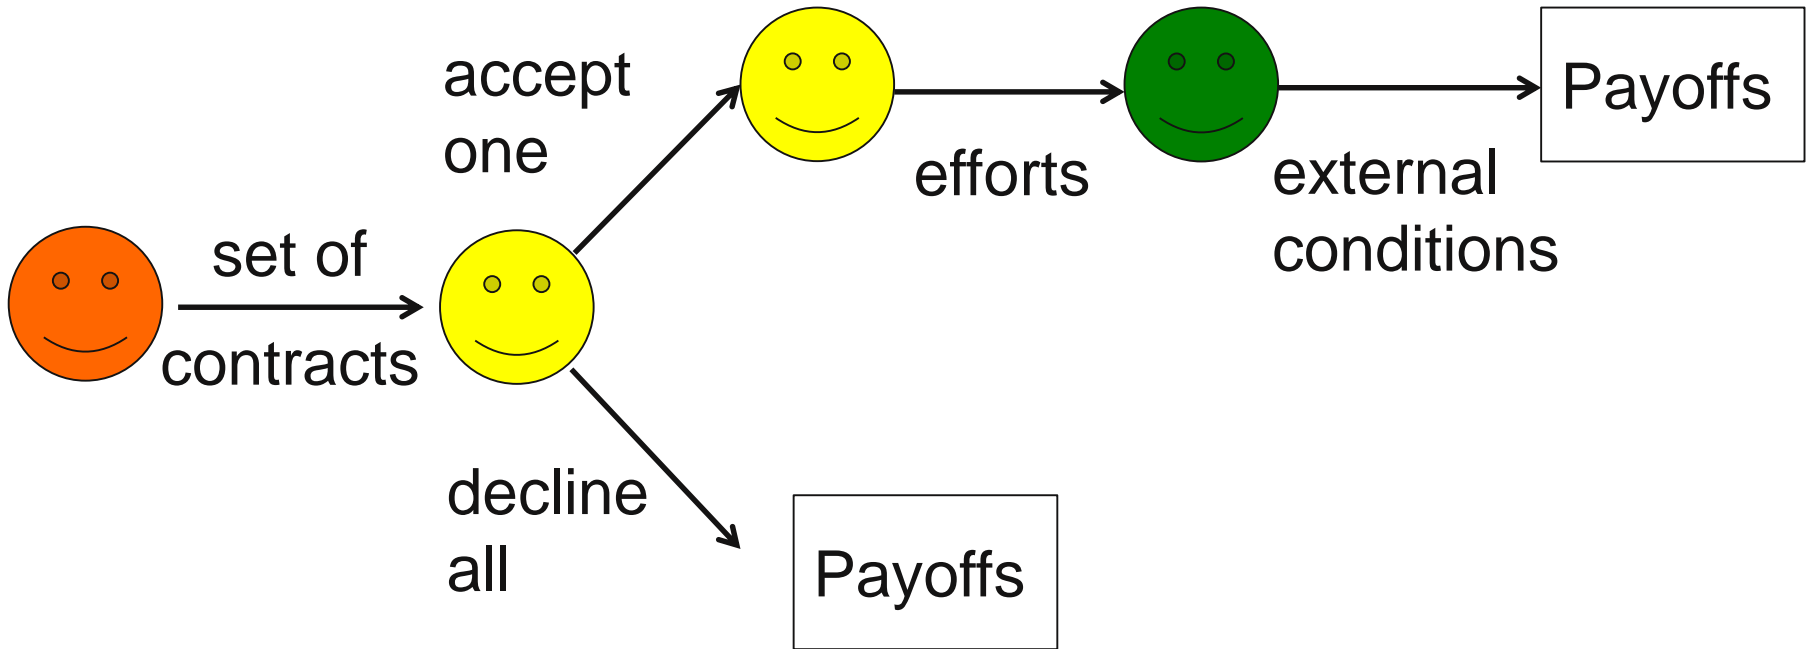 set of
contracts
accept
one
decline
all
efforts
external
conditions
Payoffs
Payoffs